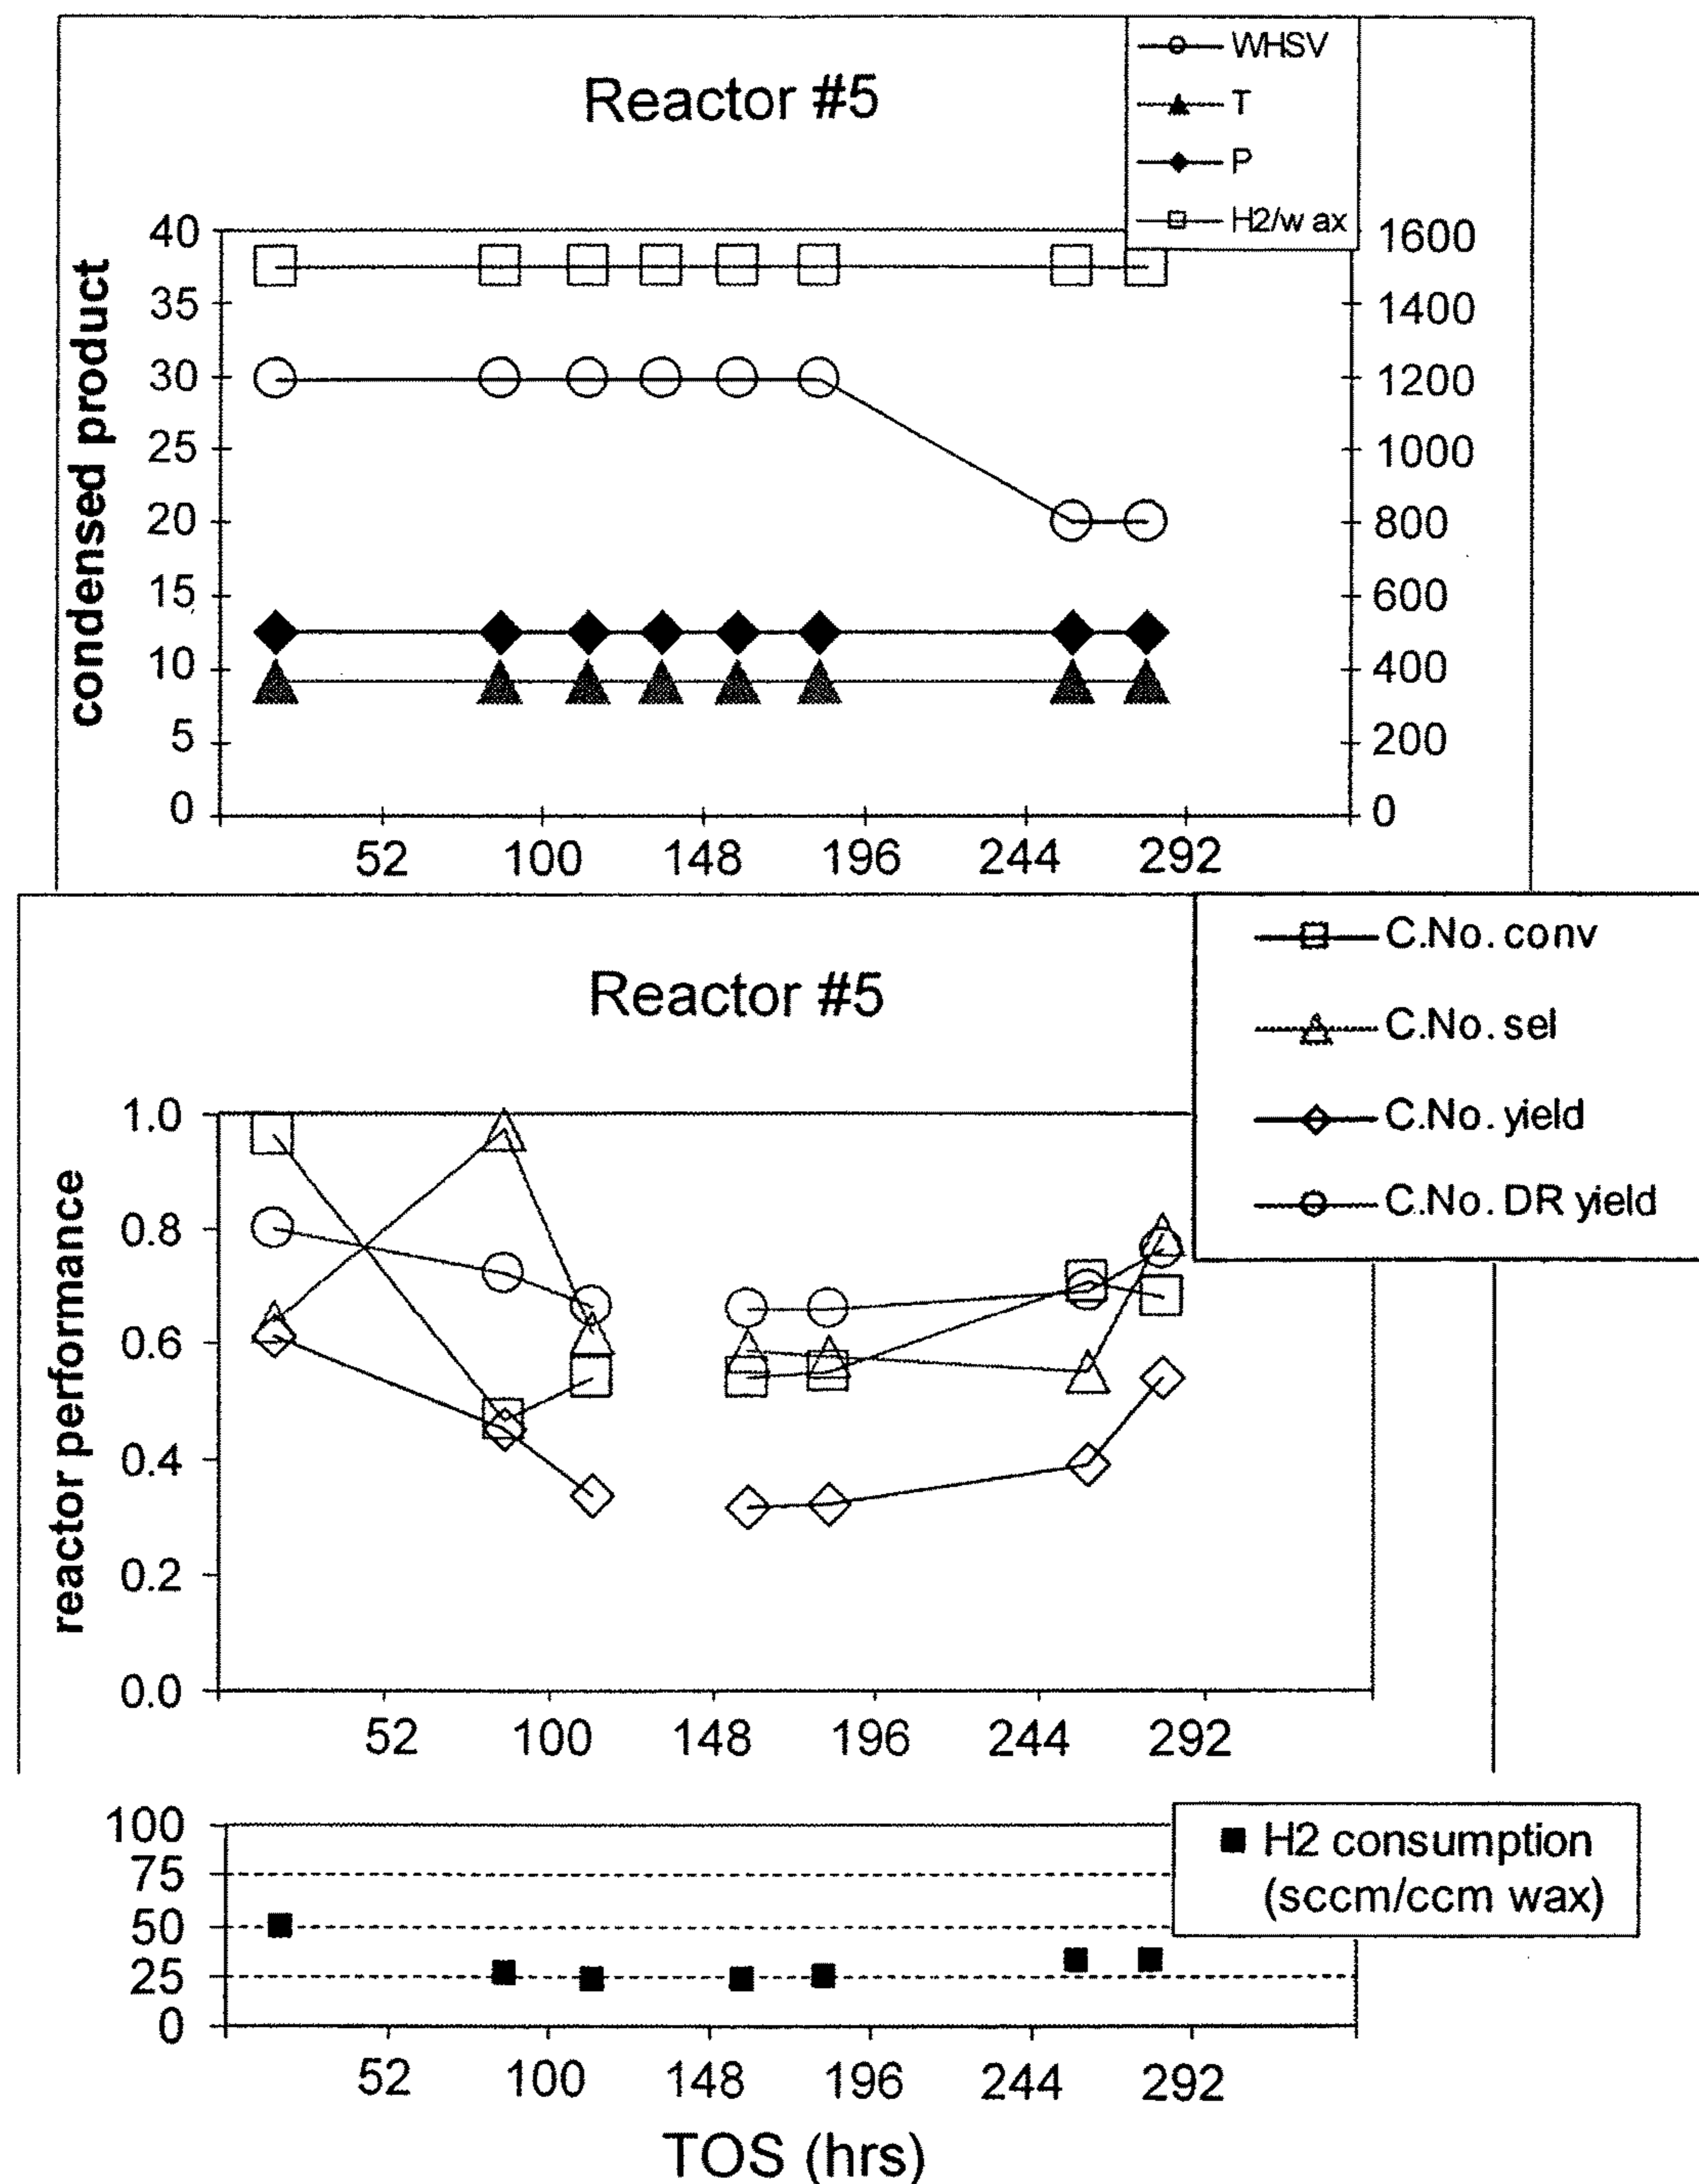 Reactor #5
WHSV
T
P
H2/w ax
condensed product
40
35
30
25
20
15
10
5
0
1600
1400
1200
1000
800
600
400
200
0
52 100 148 196 244 292
Reactor #5
C.No. conv
C.No. sel
C.No. yield
C.No. DR yield
reactor performance
1.0
0.8
0.6
0.4
0.2
0.0
52 100 148 196 244 292
100
75
50
25
0
H2 consumption
(sccm/ccm wax)
52 100 148 196 244 292
TOS (hrs)